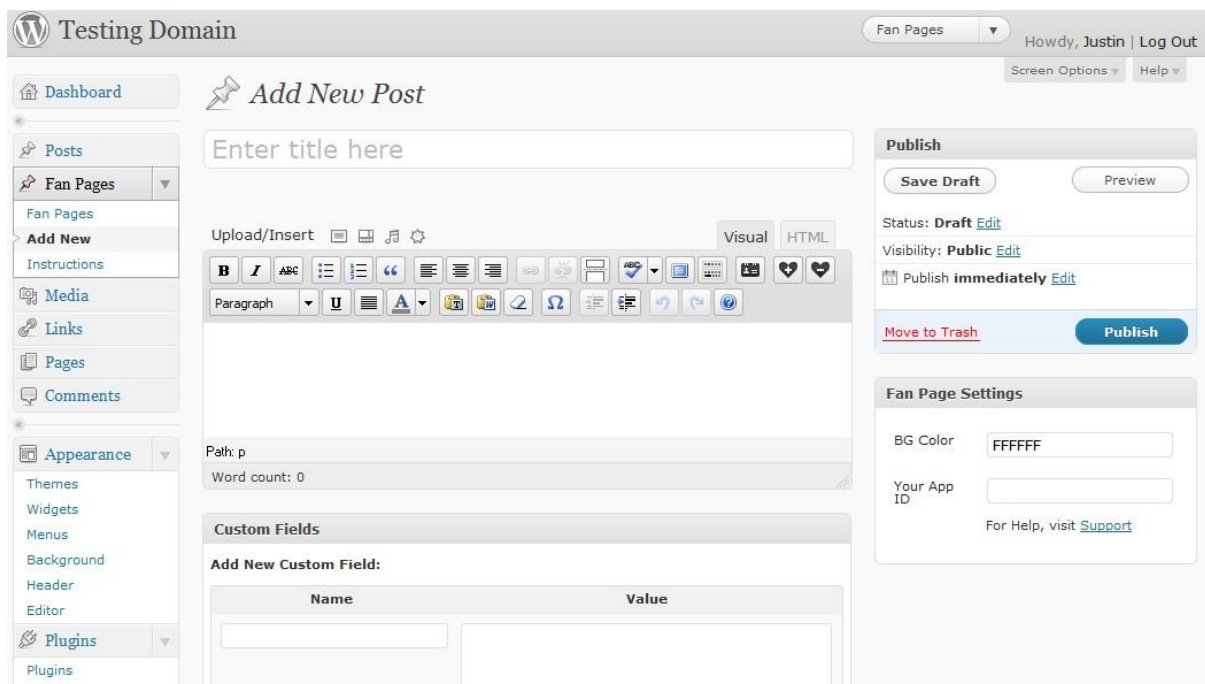 Testing Domain
Fan Pages
Howdy, Justin | Log Out
Screen Options
Help
Dashboard
Posts
Fan Pages
Fan Pages
Add New
Instructions
Media
Links
Pages
Comments
Appearance
Themes
Widgets
Menus
Background
Header
Editor
Plugins
Plugins
Add New Post
Enter title here
Upload/Insert
Visual
HTML
B I ABC
ABC
Paragraph
U
A
T
W
Ω
Path: p
Word count: 0
Custom Fields
Add New Custom Field:
Name
Value
Publish
Save Draft
Preview
Status: Draft Edit
Visibility: Public Edit
Publish immediately Edit
Move to Trash
Publish
Fan Page Settings
BG Color
FFFFFF
Your App
ID
For Help, visit Support